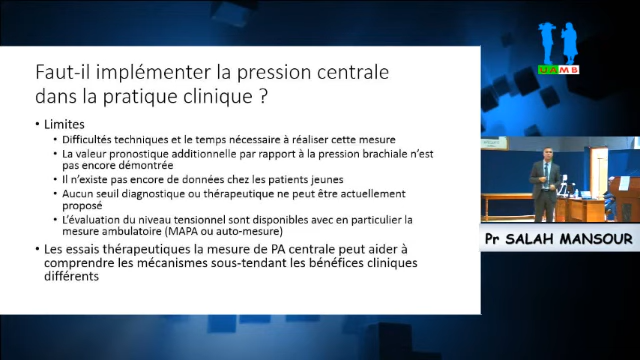 Faut-il implémenter la pression centrale
dans la pratique clinique ?
• Limites
• Difficultés techniques et le temps nécessaire à réaliser cette mesure
• La valeur pronostique additionnelle par rapport à la pression brachiale n'est
pas encore démontrée
• Il n'existe pas encore de données chez les patients jeunes
• Aucun seuil diagnostique ou thérapeutique ne peut être actuellement
proposé
• L'évaluation du niveau tensionnel sont disponibles avec en particulier la
mesure ambulatoire (MAPA ou auto-mesure)
• Les essais thérapeutiques la mesure de PA centrale peut aider à
comprendre les mécanismes sous-tendant les bénéfices cliniques
différents
UAMB
Pr SALAH MANSOUR